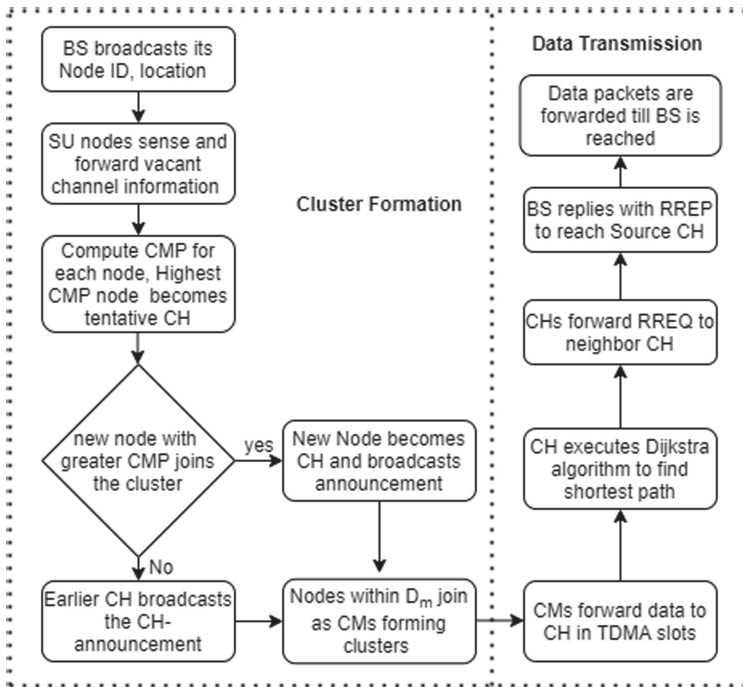 BS broadcasts its
Node ID, location
SU nodes sense and
forward vacant
channel information
Cluster Formation
Compute CMP for
each node, Highest
CMP node becomes
tentative CH
new node with
greater CMP joins
the cluster
yes
No
New Node becomes
CH and broadcasts
announcement
Earlier CH broadcasts
the CH-
announcement
Nodes within Dm join
as CMs forming
clusters
Data Transmission
Data packets are
forwarded till BS is
reached
BS replies with RREP
to reach Source CH
CHs forward RREQ to
neighbor CH
CH executes Dijkstra
algorithm to find
shortest path
CMs forward data to
CH in TDMA slots